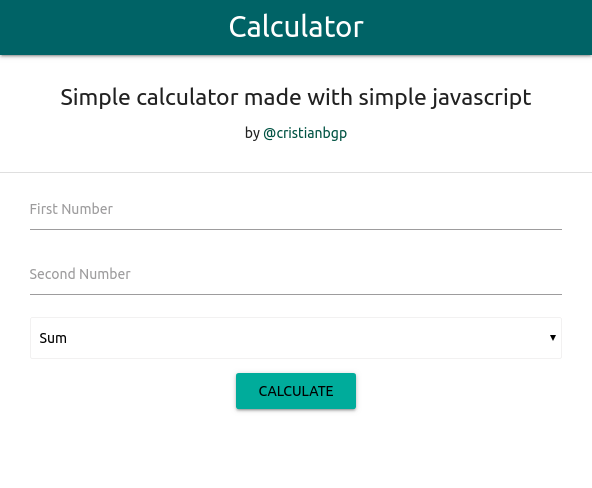 Calculator
Simple calculator made with simple javascript
by @cristianbgp
First Number
Second Number
Sum
CALCULATE